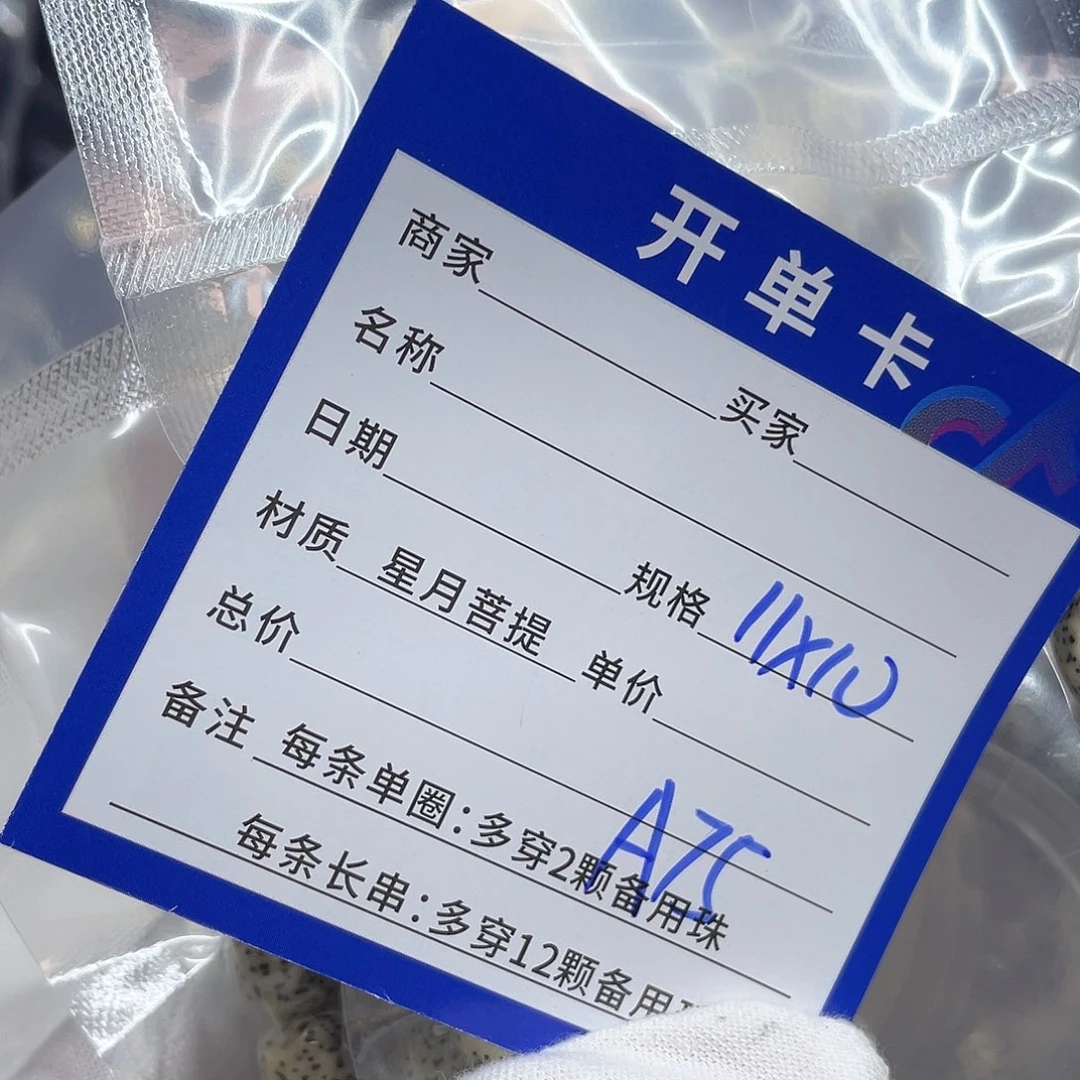 开单卡
商家 买家
名称
日期 规格 11X10
材质 星月菩提 单价
总价
A75
备注 每条单圈:多穿2颗备用珠
每条长串:多穿12颗备用